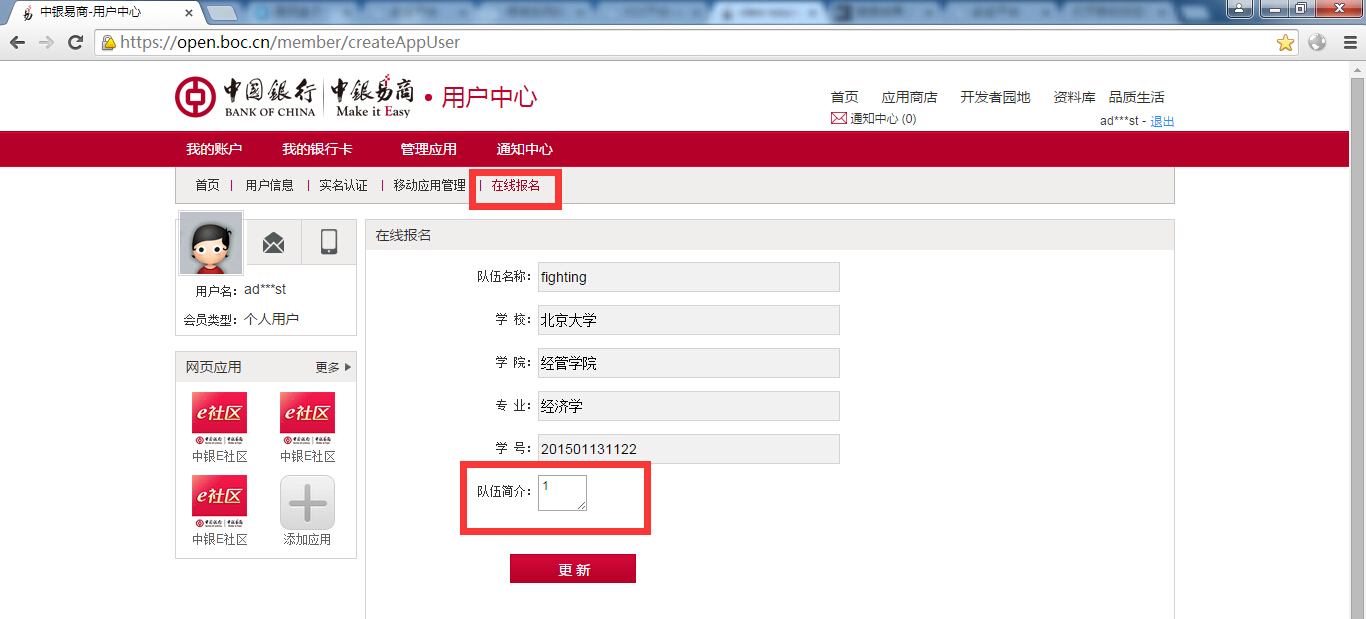 中银易商-用户中心
https://open.boc.cn/member/createAppUser
中国银行 中银易商 • 用户中心
BANK OF CHINA Make it Easy
首页 应用商店 开发者园地 资料库 品质生活
通知中心 (0) ad***st - 退出
我的账户 我的银行卡 管理应用 通知中心
首页 | 用户信息 | 实名认证 | 移动应用管理 | 在线报名
用户名: ad***st
会员类型: 个人用户
网页应用 更多
e社区 e社区
中银E社区 中银E社区
e社区
中银E社区 添加应用
在线报名
队伍名称: fighting
学 校: 北京大学
学 院: 经管学院
专 业: 经济学
学 号: 201501131122
队伍简介: 1
更 新